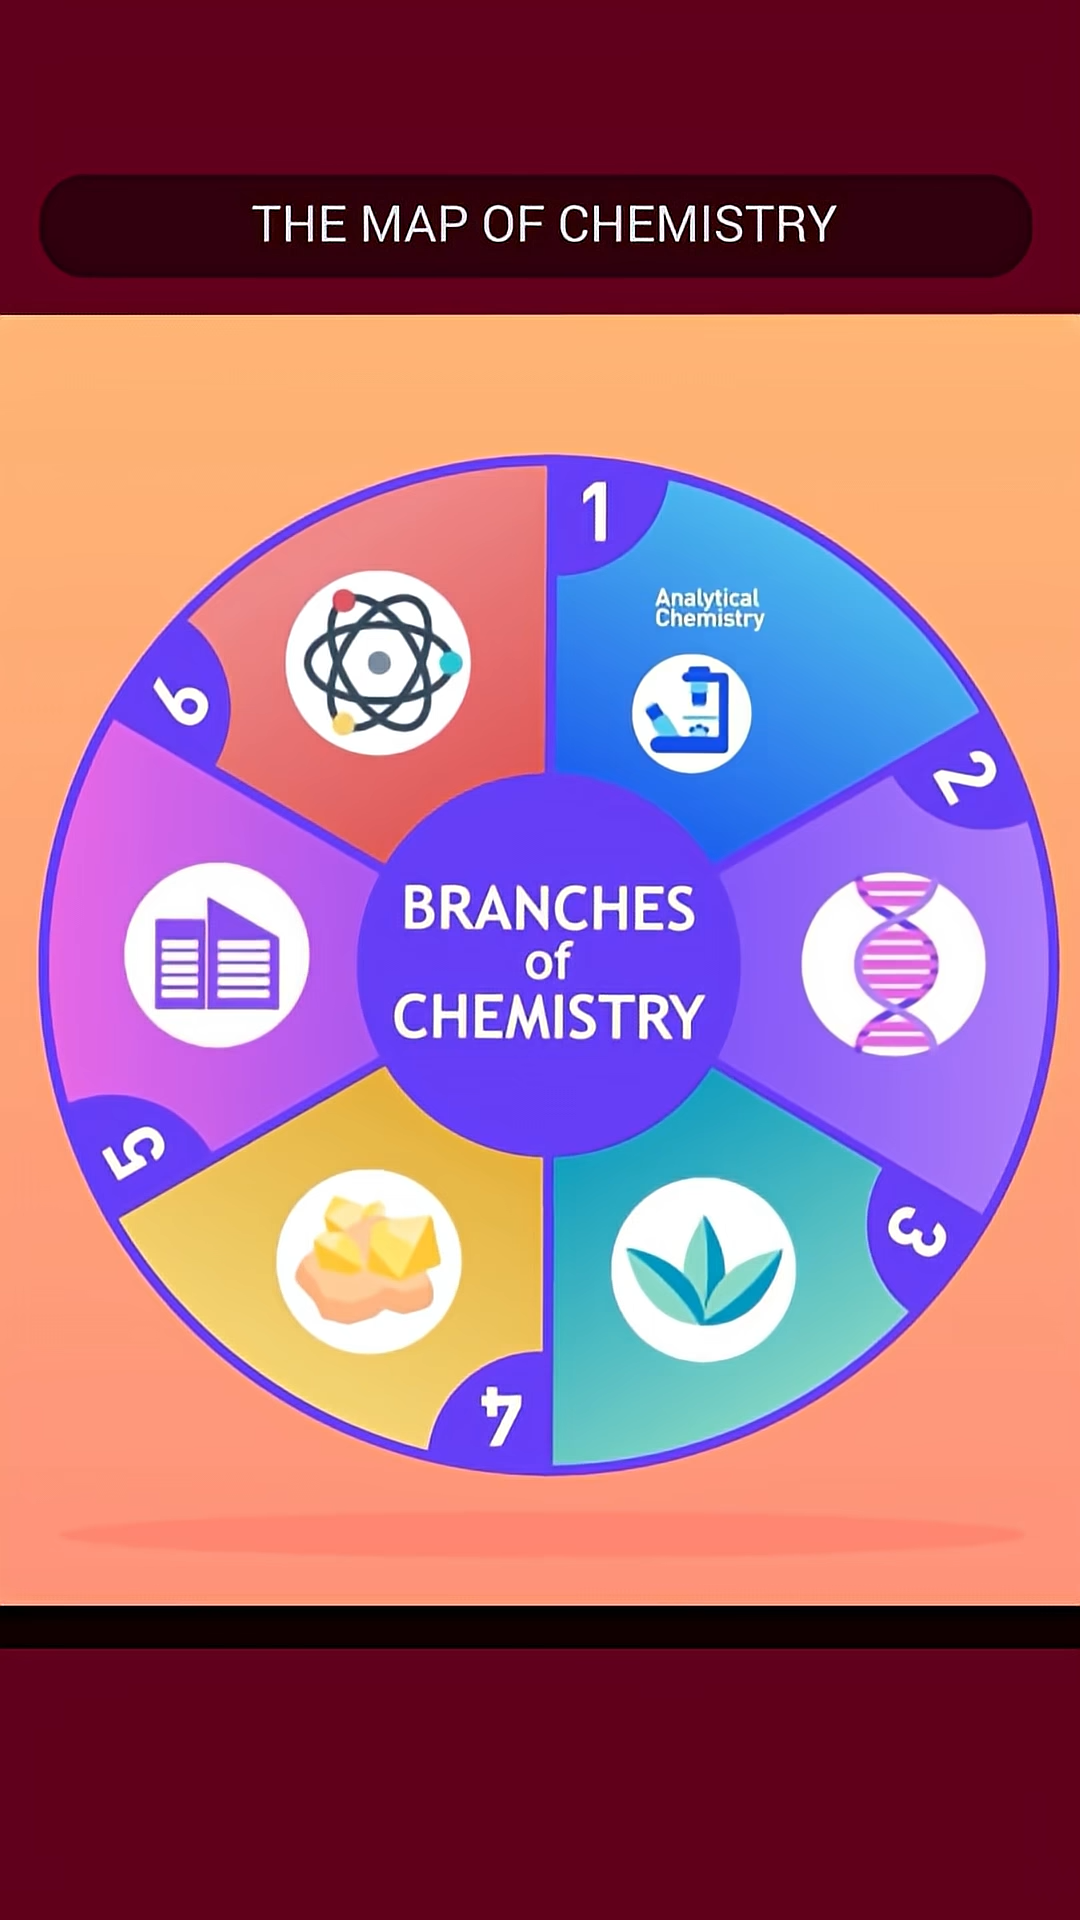 THE MAP OF CHEMISTRY
1
Analytical
Chemistry
2
3
4
5
6
BRANCHES
of
CHEMISTRY